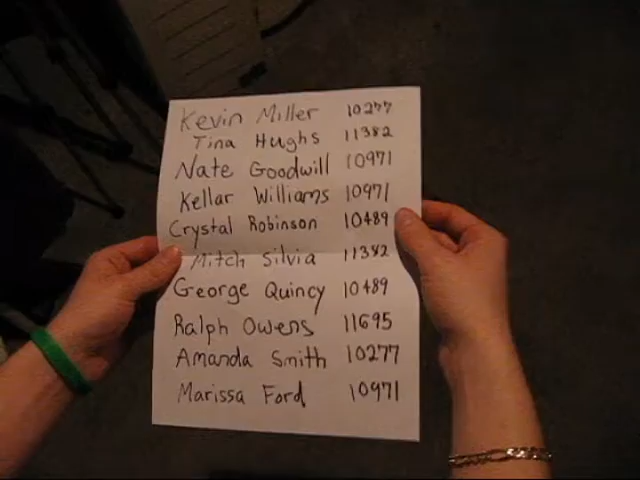 Kevin Miller 10277
Tina Hughs 11382
Nate Goodwill 10971
Kellar Williams 10971
Crystal Robinson 10489
Mitch Silvia 11382
George Quincy 10489
Ralph Owens 11695
Amanda Smith 10277
Marissa Ford 10971